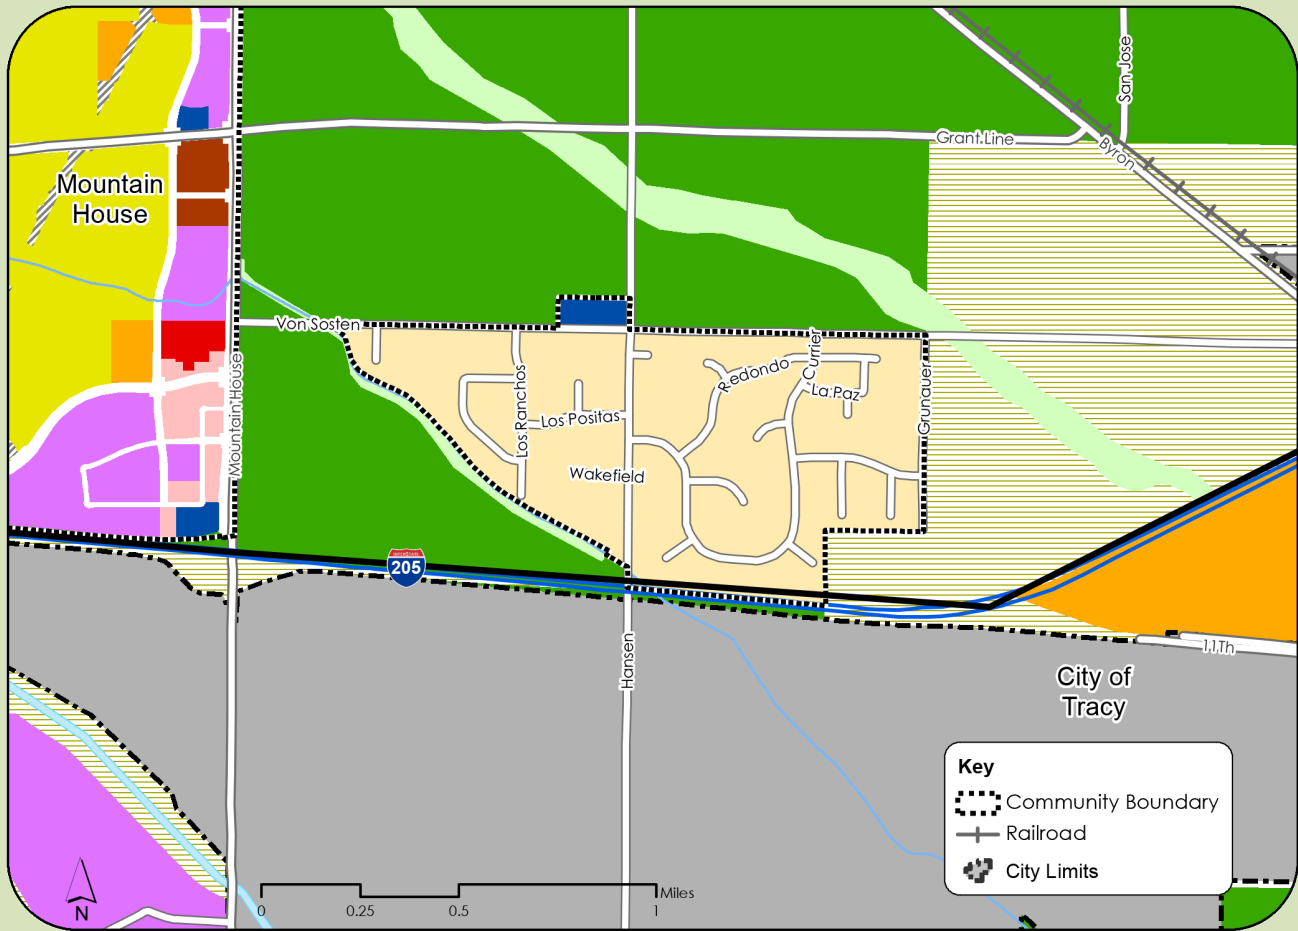 San Jose
Grant Line
Byron
Mountain
House
Von Sosten
Mountain House
Los Ranchos
Los Positas
Redondo
Currier
La Paz
Grunauer
Wakefield
205
Hansen
11Th
City of
Tracy
Key
Community Boundary
Railroad
City Limits
N
Miles
0
0.25
0.5
1